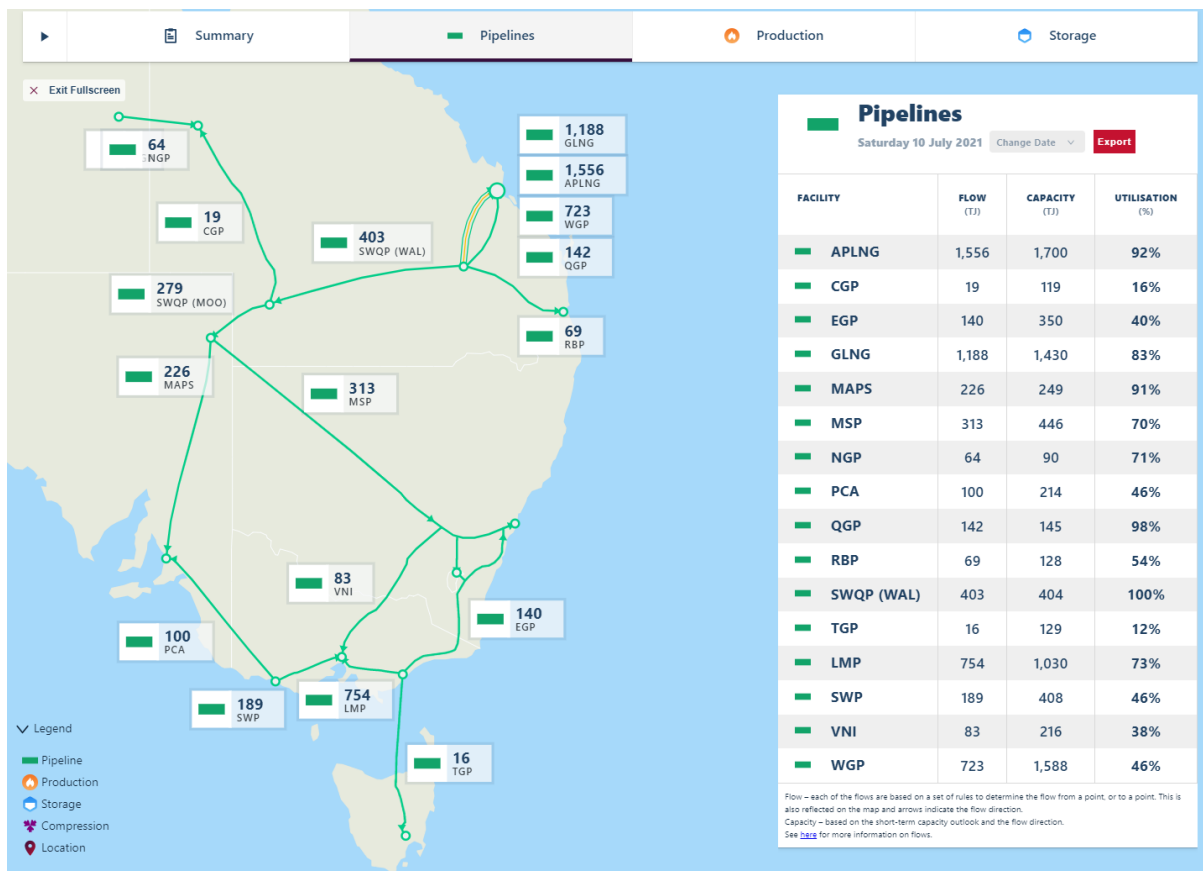 Summary
Pipelines
Production
Storage
Exit Fullscreen
64
NGP
19
CGP
403
SWQP (WAL)
279
SWQP (MOO)
226
MAPS
313
MSP
1,188
GLNG
1,556
APLNG
723
WGP
142
QGP
69
RBP
83
VNI
140
EGP
100
PCA
189
SWP
754
LMP
16
TGP
Legend
Pipeline
Production
Storage
Compression
Location
Pipelines
Saturday 10 July 2021 Change Date Export
FACILITY FLOW CAPACITY UTILISATION
(TJ) (TJ) (%)
APLNG 1,556 1,700 92%
CGP 19 119 16%
EGP 140 350 40%
GLNG 1,188 1,430 83%
MAPS 226 249 91%
MSP 313 446 70%
NGP 64 90 71%
PCA 100 214 46%
QGP 142 145 98%
RBP 69 128 54%
SWQP (WAL) 403 404 100%
TGP 16 129 12%
LMP 754 1,030 73%
SWP 189 408 46%
VNI 83 216 38%
WGP 723 1,588 46%
Flow – each of the flows are based on a set of rules to determine the flow from a point, or to a point. This is
also reflected on the map and arrows indicate the flow direction.
Capacity – based on the short-term capacity outlook and the flow direction.
See here for more information on flows.